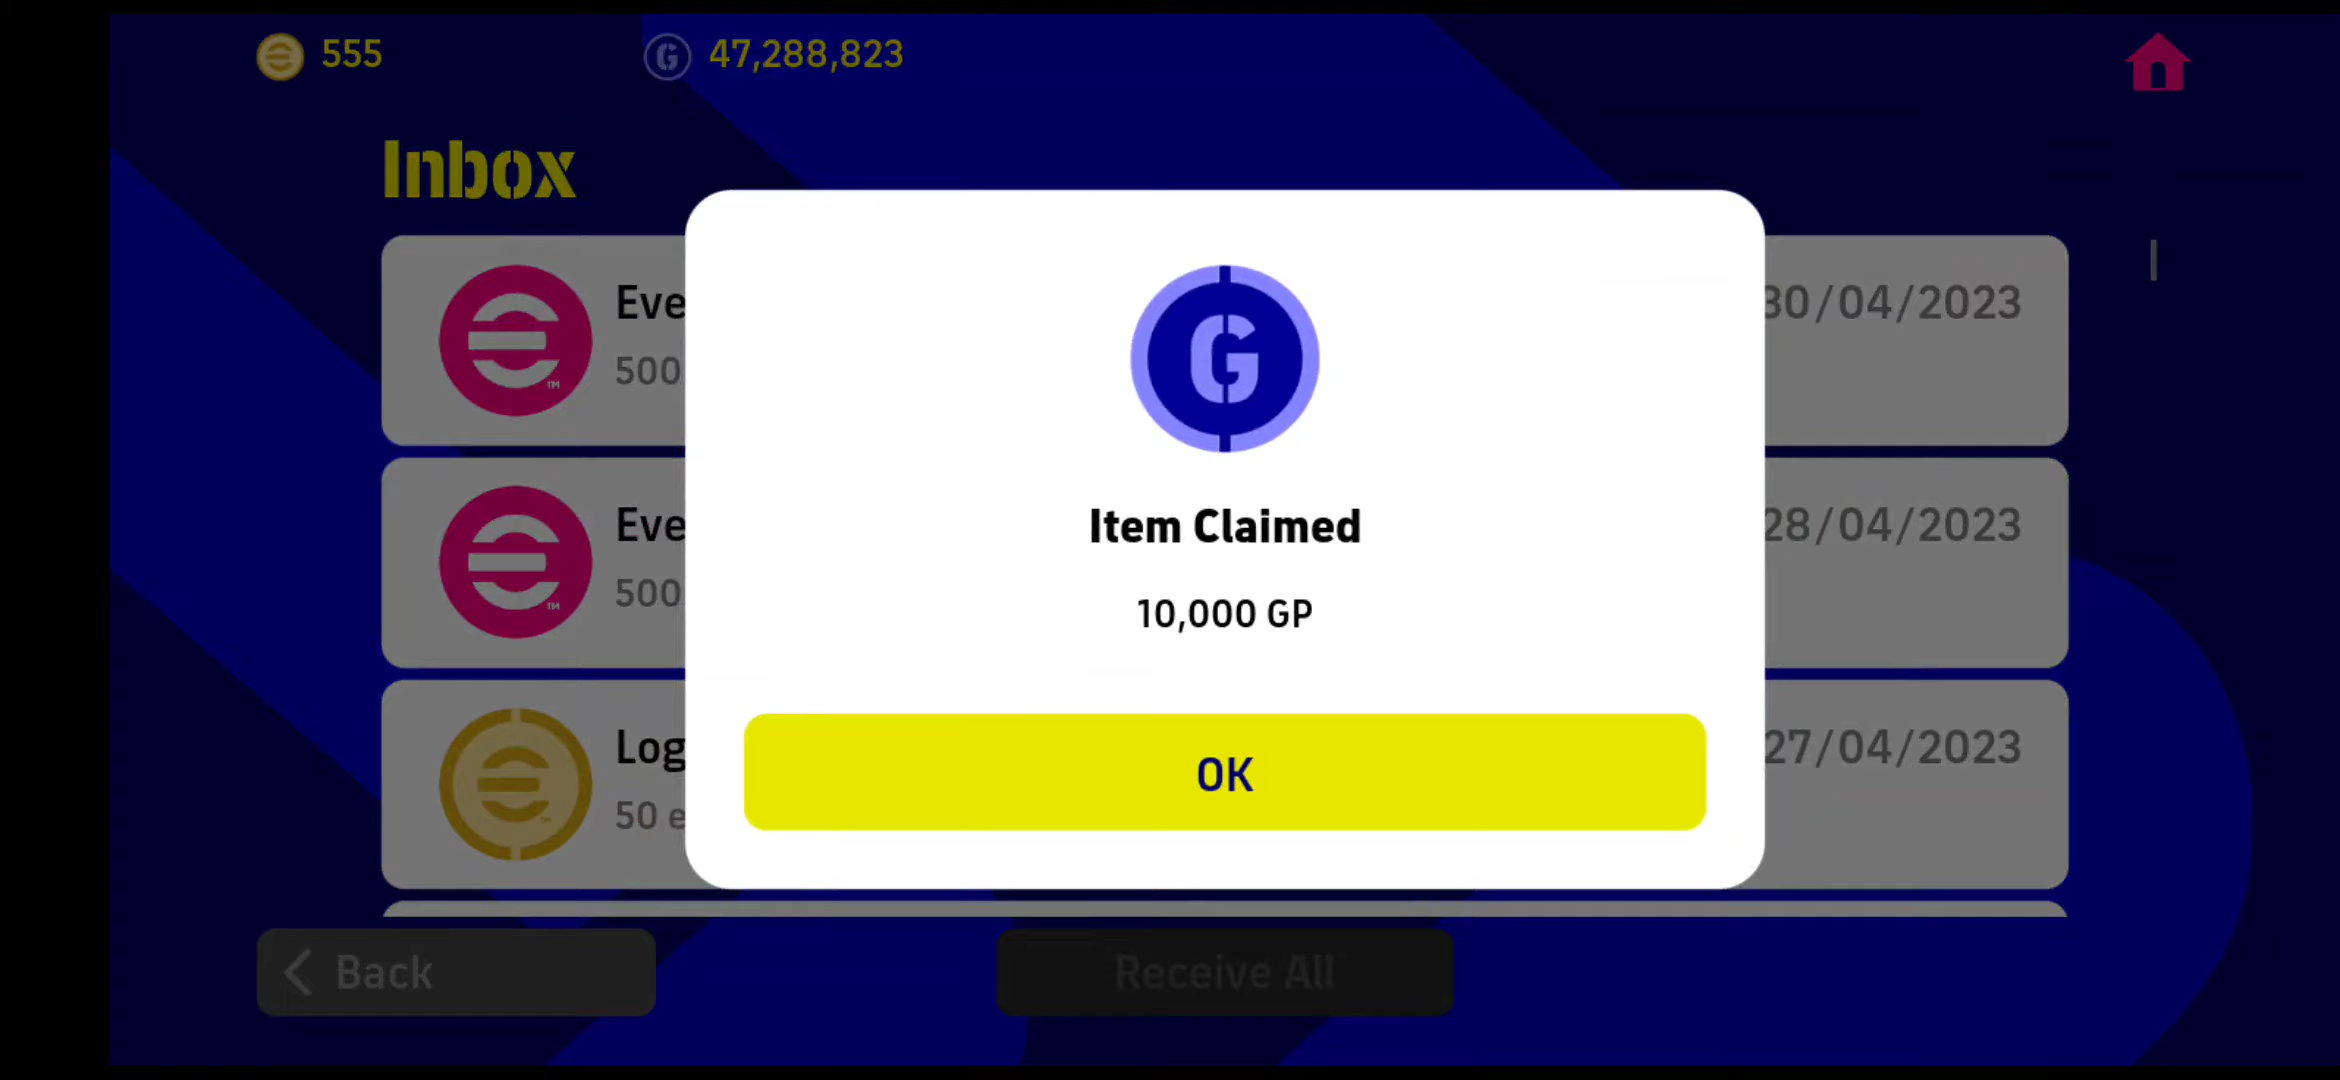 555
47,288,823
Inbox
Eve
30/04/2023
500
Eve
28/04/2023
500
Log
27/04/2023
50 e
G
Item Claimed
10,000 GP
OK
Back
Receive All